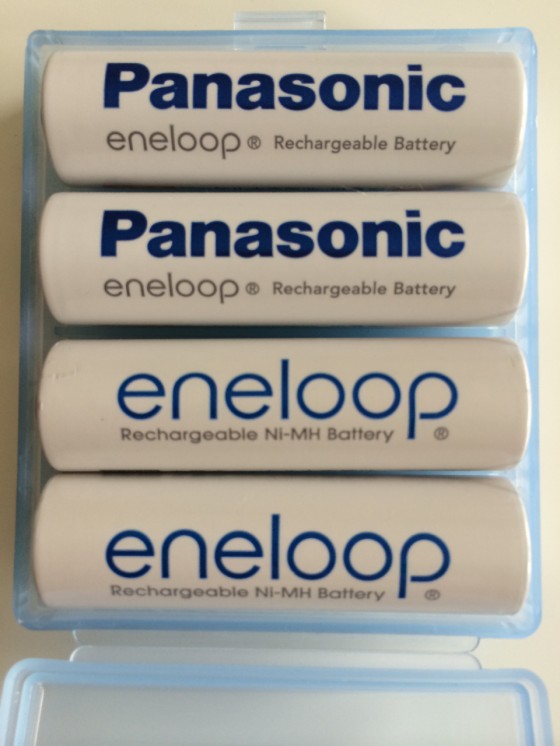 Panasonic
eneloop® Rechargeable Battery
Panasonic
eneloop® Rechargeable Battery
eneloop
Rechargeable Ni-MH Battery ®
eneloop
Rechargeable Ni-MH Battery ®